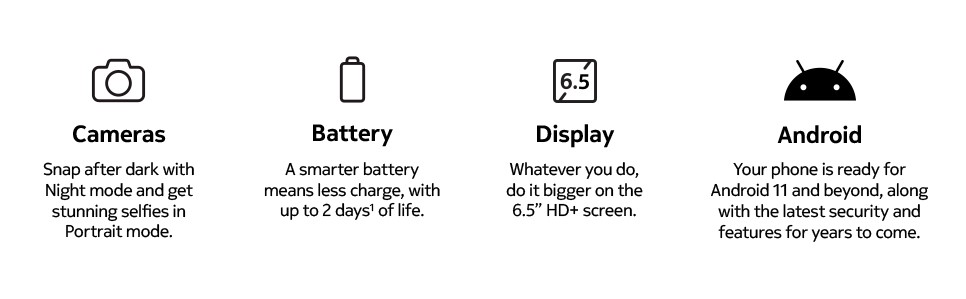 Cameras
Snap after dark with
Night mode and get
stunning selfies in
Portrait mode.
Battery
A smarter battery
means less charge, with
up to 2 days¹ of life.
6.5
Display
Whatever you do,
do it bigger on the
6.5” HD+ screen.
Android
Your phone is ready for
Android 11 and beyond, along
with the latest security and
features for years to come.